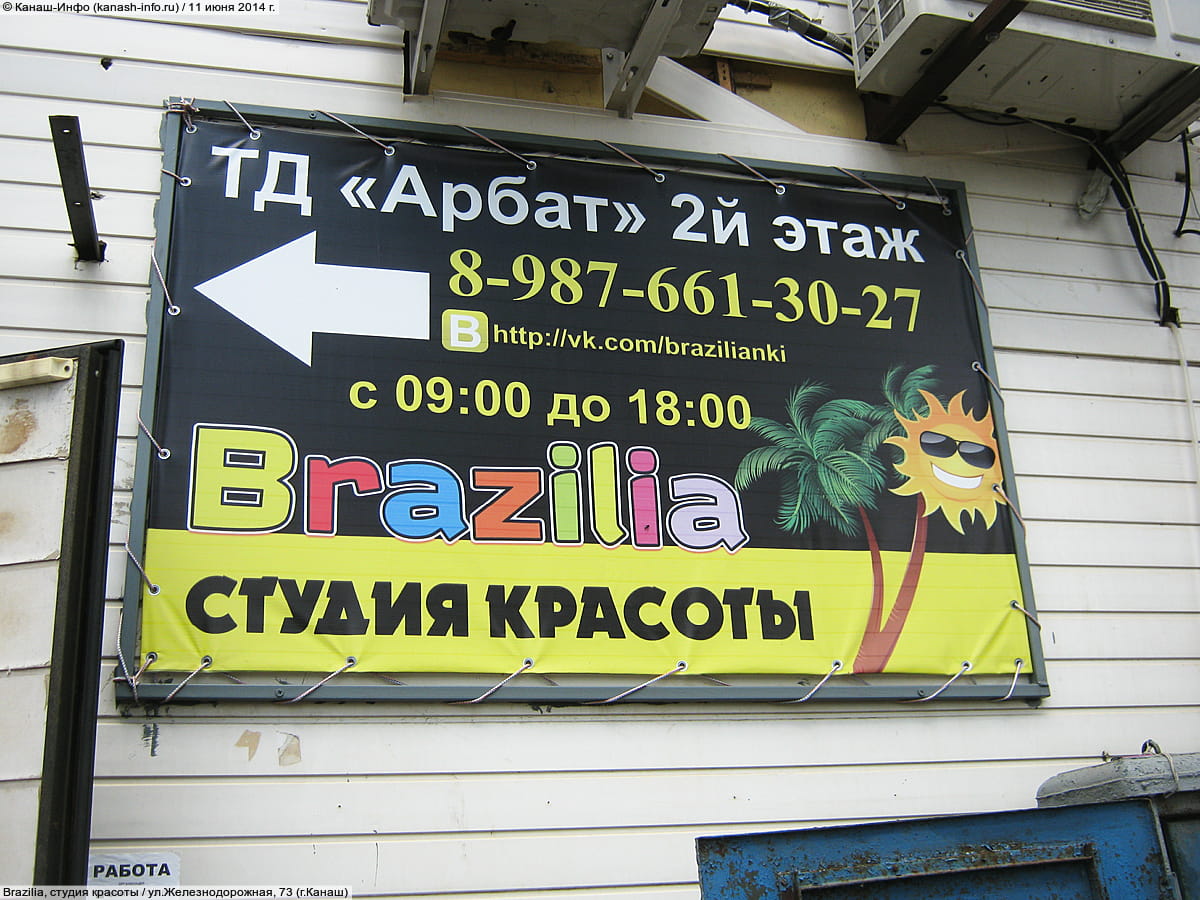 © Канаш-Инфо (kanash-info.ru) / 11 июня 2014 г.
ТД «Арбат» 2й этаж
8-987-661-30-27
В http://vk.com/brazilianki
с 09:00 до 18:00
Brazilia
СТУДИЯ КРАСОТЫ
РАБОТА
Brazilia, студия красоты / ул.Железнодорожная, 73 (г.Канаш)